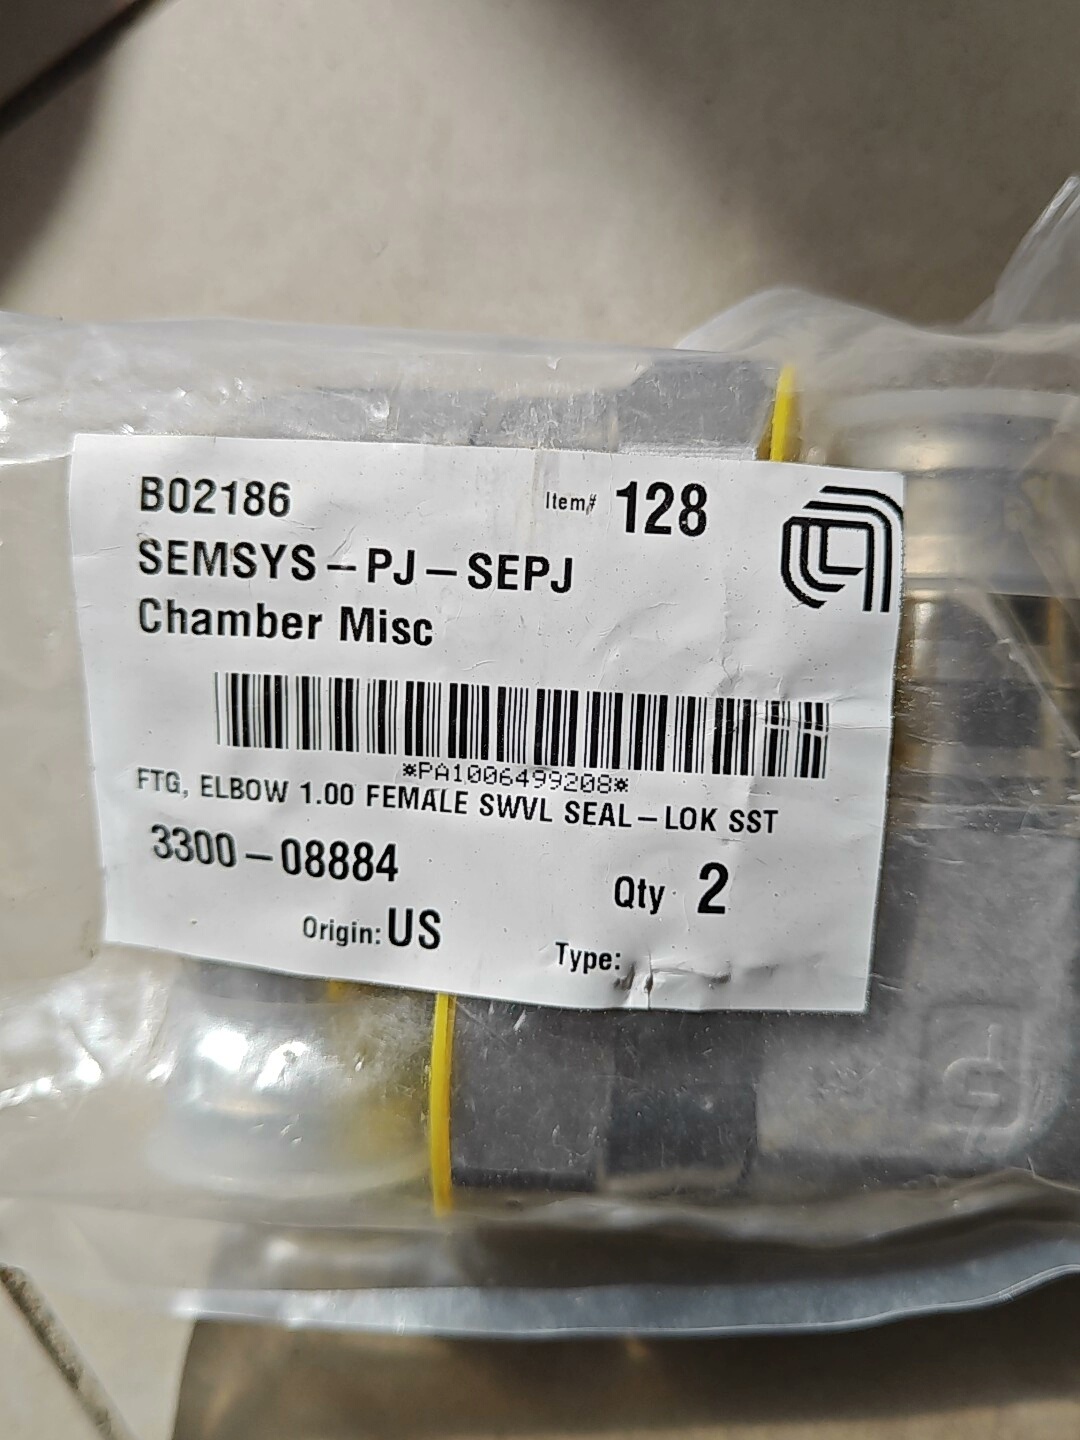 B02186 Item# 128
SEMSYS-PJ-SEPJ
Chamber Misc
*PA1006499208*
FTG, ELBOW 1.00 FEMALE SWVL SEAL-LOK SST
3300-08884
Qty 2
Origin: US
Type: